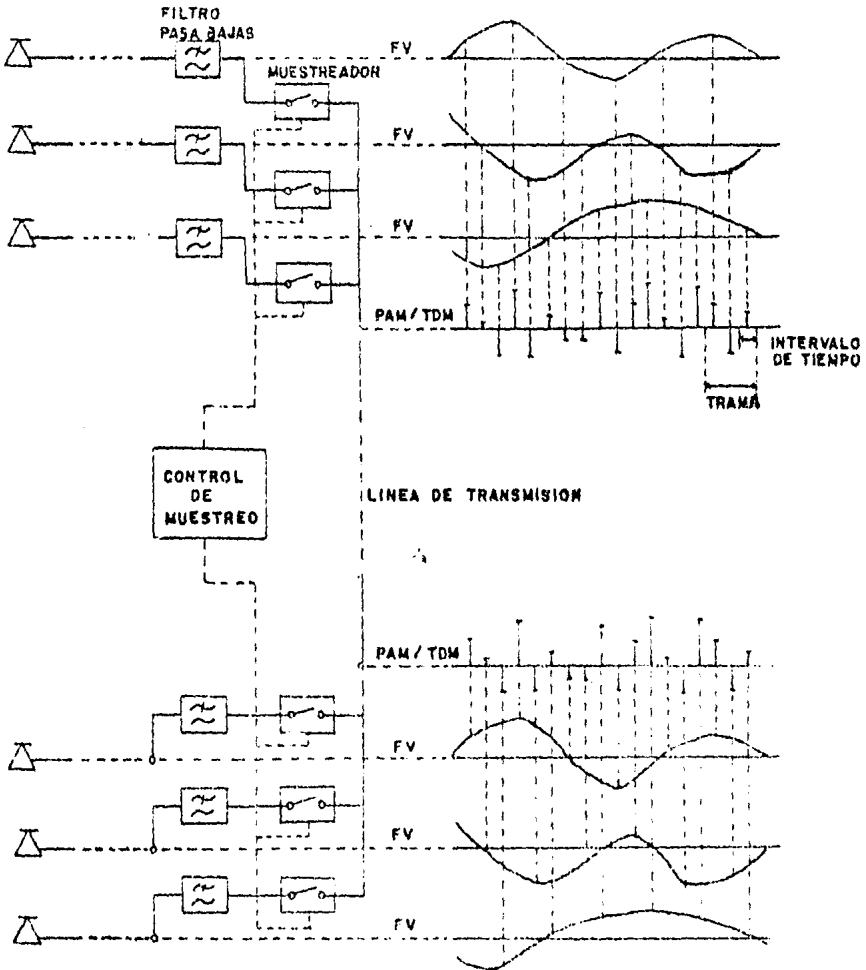 FILTRO
PASA BAJAS
FV
MUESTREADOR
FV
FV
PAM/TDM
INTERVALO
DE TIEMPO
TRAMA
CONTROL
DE
MUESTREO
LINEA DE TRANSMISION
PAM/TDM
FV
FV
FV